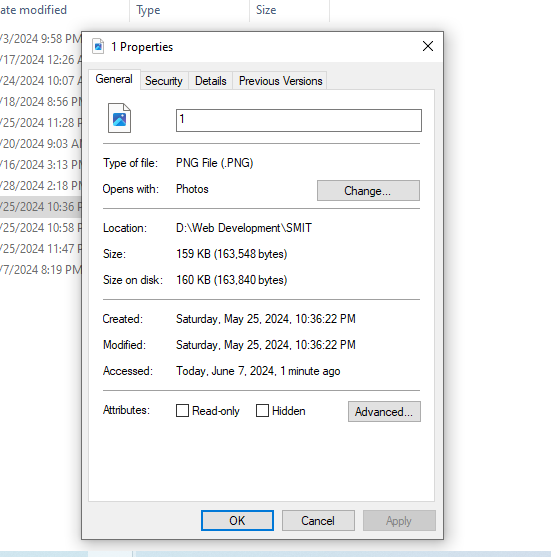 ate modified Type Size
/3/2024 9:58 PM
/17/2024 12:26
/24/2024 10:07
/18/2024 8:56 PM
/25/2024 11:28
/20/2024 9:03
/16/2024 3:13 PM
/28/2024 2:18 PM
/25/2024 10:36
/25/2024 10:58
/25/2024 11:47
/7/2024 8:19 PM
1 Properties
General Security Details Previous Versions
1
Type of file: PNG File (.PNG)
Opens with: Photos Change...
Location: D:\Web Development\SMIT
Size: 159 KB (163,548 bytes)
Size on disk: 160 KB (163,840 bytes)
Created: Saturday, May 25, 2024, 10:36:22 PM
Modified: Saturday, May 25, 2024, 10:36:22 PM
Accessed: Today, June 7, 2024, 1 minute ago
Attributes: Read-only Hidden Advanced...
OK Cancel Apply